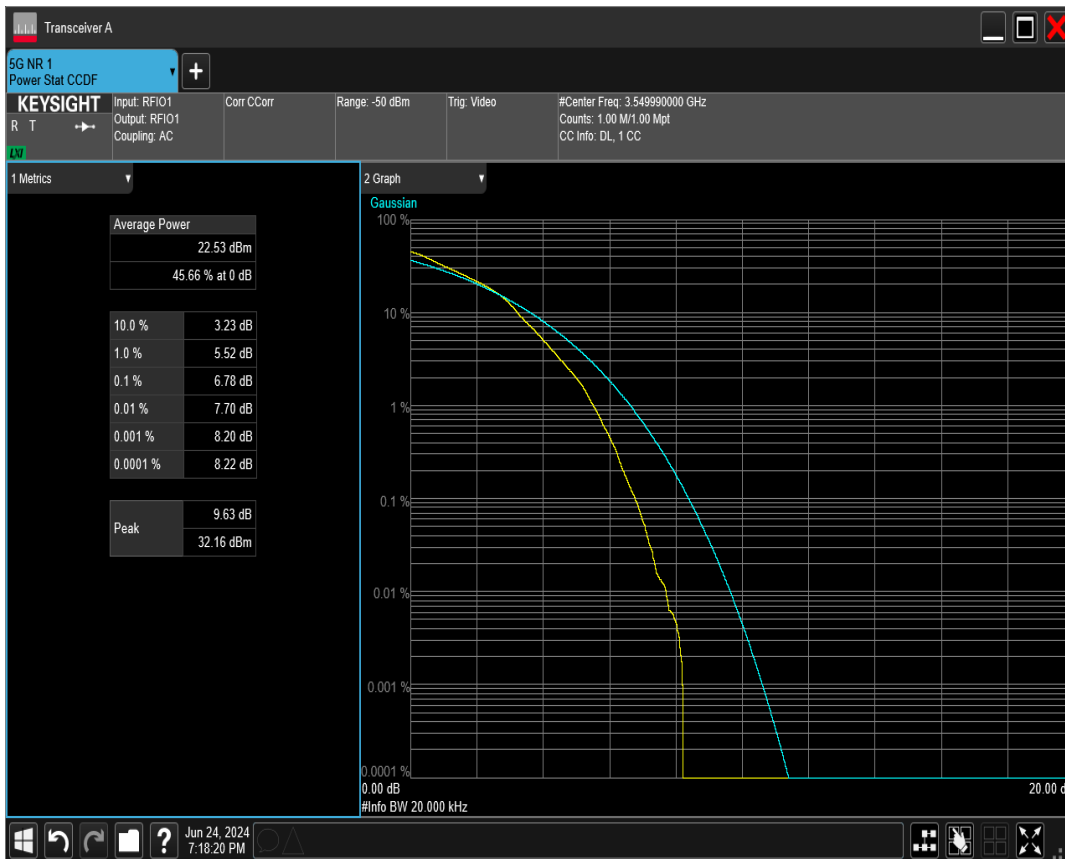 Transceiver A
5G NR 1
Power Stat CCDF
+
KEYSIGHT
R T
LXI
Input: RFIO1
Output: RFIO1
Coupling: AC
Corr CCorr
Range: -50 dBm
Trig: Video
#Center Freq: 3.549990000 GHz
Counts: 1.00 M/1.00 Mpt
CC Info: DL, 1 CC
1 Metrics
Average Power
22.53 dBm
45.66 % at 0 dB
10.0 % 3.23 dB
1.0 % 5.52 dB
0.1 % 6.78 dB
0.01 % 7.70 dB
0.001 % 8.20 dB
0.0001 % 8.22 dB
Peak
9.63 dB
32.16 dBm
2 Graph
Gaussian
100 %
10 %
1 %
0.1 %
0.01 %
0.001 %
0.0001 %
0.00 dB
20.00 d
#Info BW 20.000 kHz
?
Jun 24, 2024
7:18:20 PM